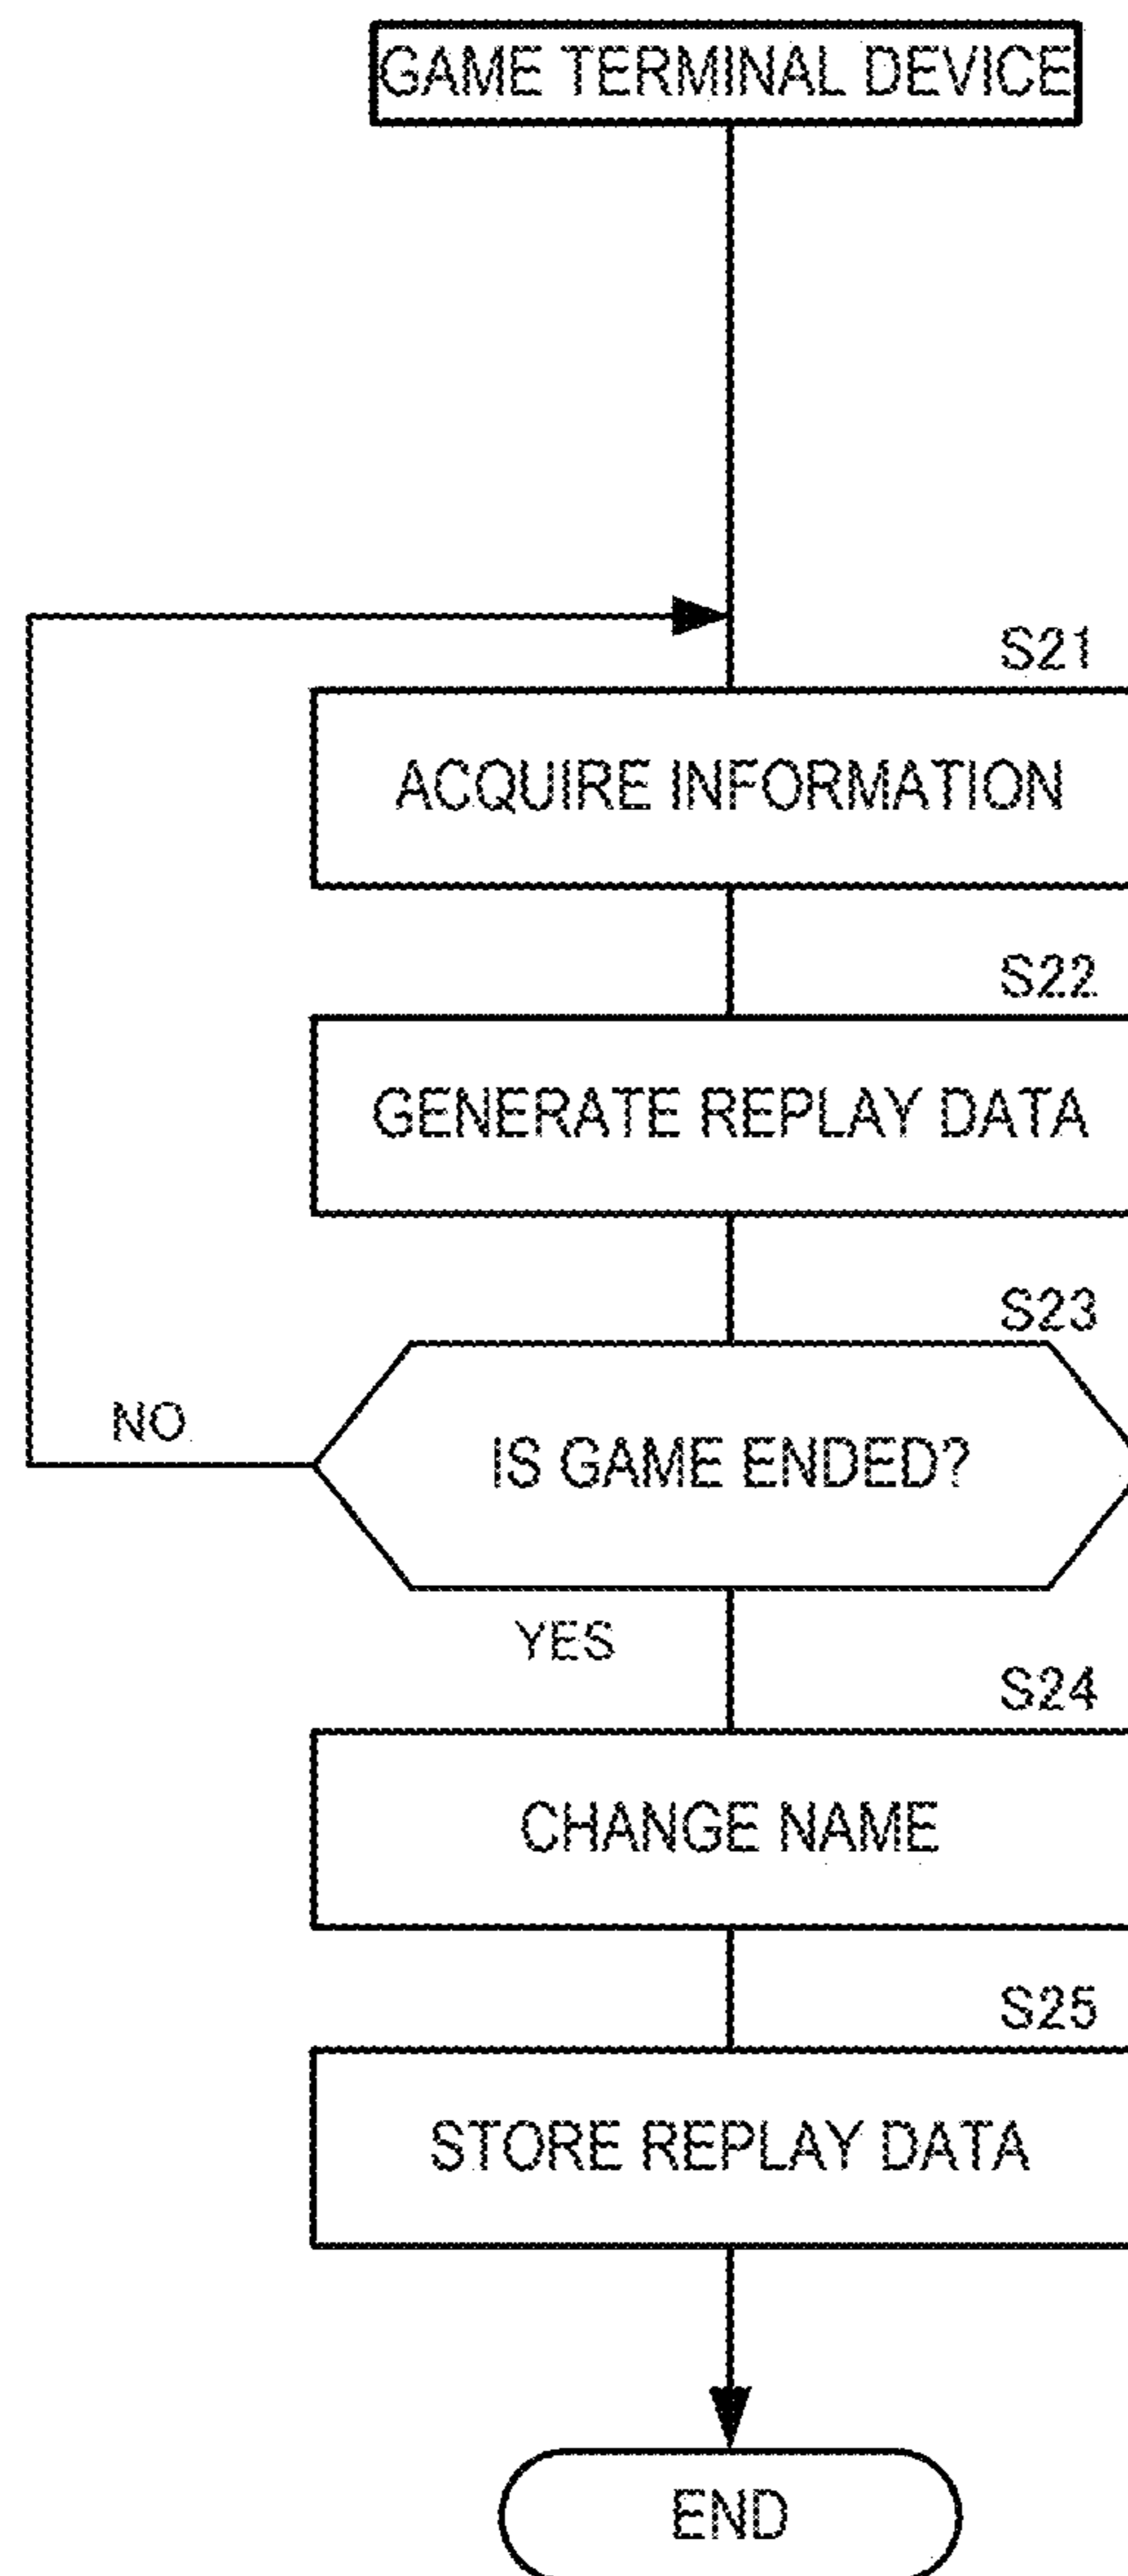 GAME TERMINAL DEVICE
S21
ACQUIRE INFORMATION
S22
GENERATE REPLAY DATA
S23
IS GAME ENDED?
NO
YES
S24
CHANGE NAME
S25
STORE REPLAY DATA
END